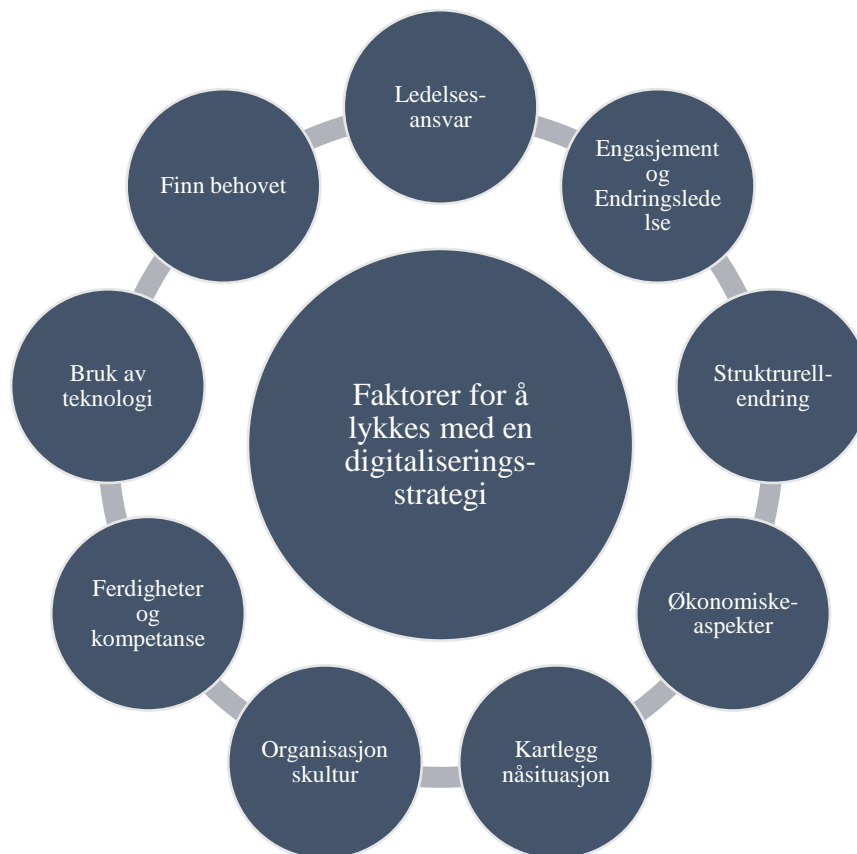 Ledelses-
ansvar
Engasjement
og
Endringslede
lse
Struktrurell-
endring
Økonomiske-
aspekter
Kartlegg
nåsituasjon
Organisasjon
skultur
Ferdigheter
og
kompetanse
Bruk av
teknologi
Finn behovet
Faktorer for å
lykkes med en
digitaliserings-
strategi